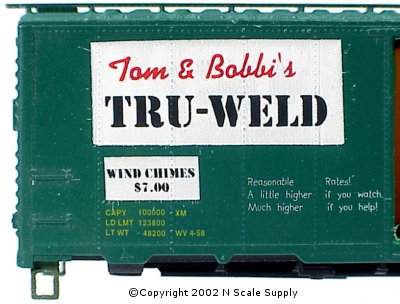 Tom & Bobbi's
TRU-WELD
WIND CHIMES
$7.00
Reasonable Rates!
A little higher if you watch
Much higher if you help!
CAPY 100000 XM
LD LMT 123800
LT WT - 48200 WV 4-58
©Copyright 2002 N Scale Supply